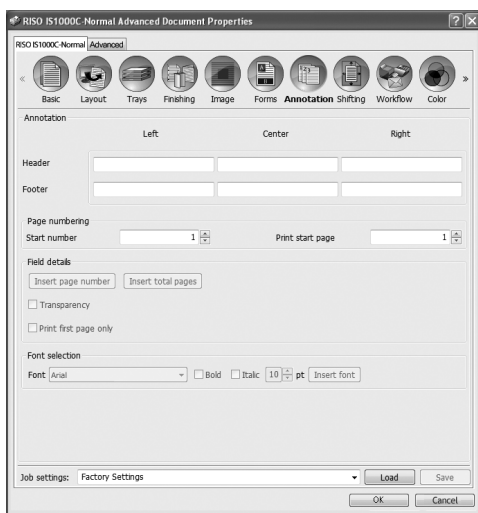 RISO IS1000C-Normal Advanced Document Properties
RISO IS1000C-Normal Advanced
Basic Layout Trays Finishing Image Forms Annotation Shifting Workflow Color
Annotation
Left Center Right
Header
Footer
Page numbering
Start number 1 Print start page 1
Field details
Insert page number Insert total pages
Transparency
Print first page only
Font selection
Font Arial Bold Italic 10 pt Insert font
Job settings: Factory Settings Load Save
OK Cancel